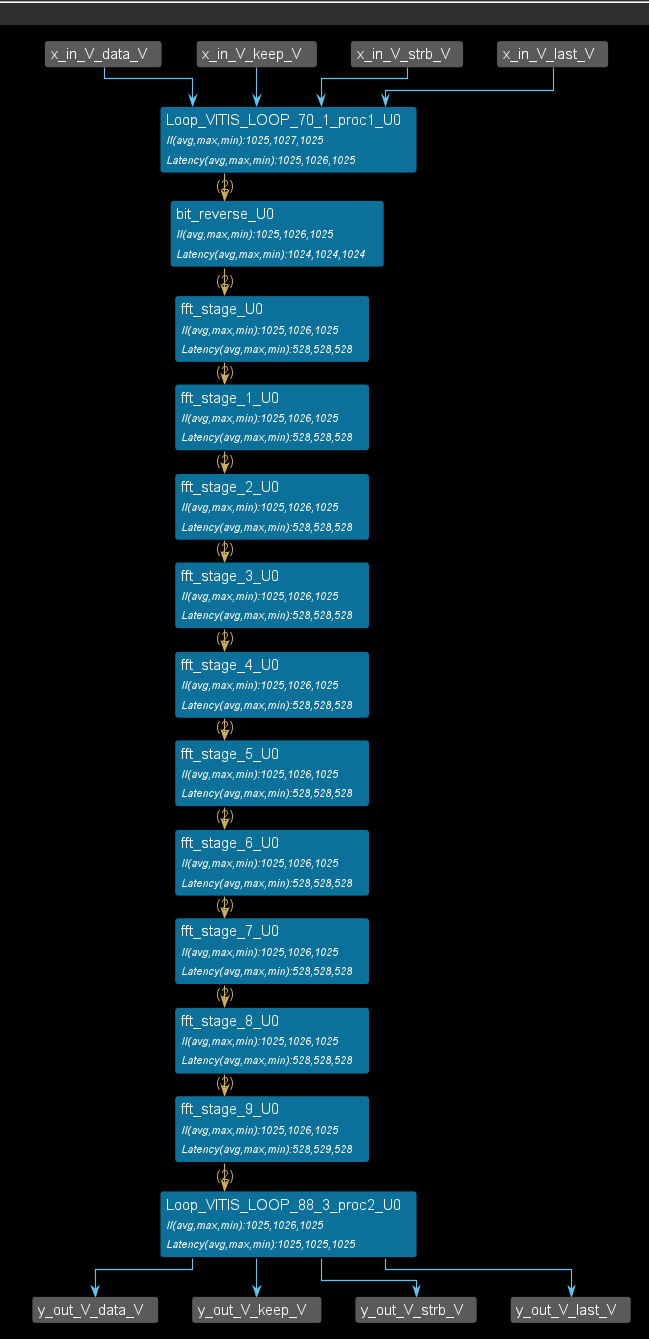 x_in_V_data_V
x_in_V_keep_V
x_in_V_strb_V
x_in_V_last_V
Loop_VITIS_LOOP_70_1_proc1_U0
II(avg,max,min):1025,1027,1025
Latency(avg,max,min):1025,1026,1025
(2)
bit_reverse_U0
II(avg,max,min):1025,1026,1025
Latency(avg,max,min):1024,1024,1024
(2)
fft_stage_U0
II(avg,max,min):1025,1026,1025
Latency(avg,max,min):528,528,528
(2)
fft_stage_1_U0
II(avg,max,min):1025,1026,1025
Latency(avg,max,min):528,528,528
(2)
fft_stage_2_U0
II(avg,max,min):1025,1026,1025
Latency(avg,max,min):528,528,528
(2)
fft_stage_3_U0
II(avg,max,min):1025,1026,1025
Latency(avg,max,min):528,528,528
(2)
fft_stage_4_U0
II(avg,max,min):1025,1026,1025
Latency(avg,max,min):528,528,528
(2)
fft_stage_5_U0
II(avg,max,min):1025,1026,1025
Latency(avg,max,min):528,528,528
(2)
fft_stage_6_U0
II(avg,max,min):1025,1026,1025
Latency(avg,max,min):528,528,528
(2)
fft_stage_7_U0
II(avg,max,min):1025,1026,1025
Latency(avg,max,min):528,528,528
(2)
fft_stage_8_U0
II(avg,max,min):1025,1026,1025
Latency(avg,max,min):528,528,528
(2)
fft_stage_9_U0
II(avg,max,min):1025,1026,1025
Latency(avg,max,min):528,529,528
(2)
Loop_VITIS_LOOP_88_3_proc2_U0
II(avg,max,min):1025,1026,1025
Latency(avg,max,min):1025,1025,1025
y_out_V_data_V
y_out_V_keep_V
y_out_V_strb_V
y_out_V_last_V